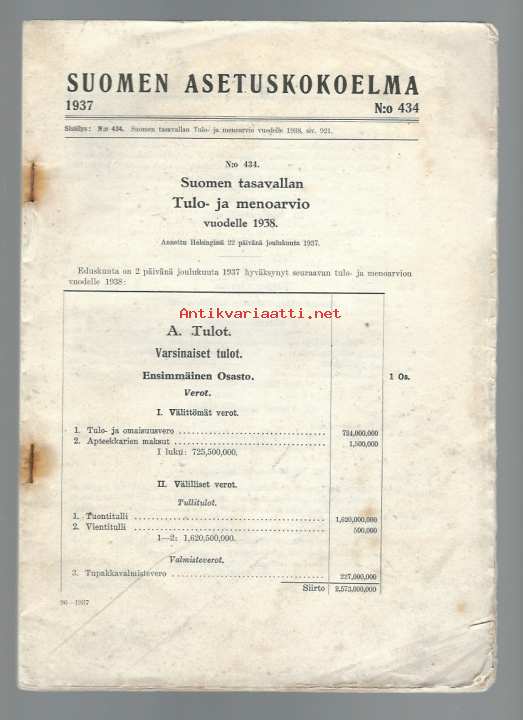 SUOMEN ASETUSKOKOELMA
1937 N:o 434
Sisällys: N:o 434. Suomen tasavallan Tulo- ja menoarvio vuodelle 1938, siv. 921.
N:o 434.
Suomen tasavallan
Tulo- ja menoarvio
vuodelle 1938.
Annettu Helsingissä 22 päivänä joulukuuta 1937.
Eduskunta on 2 päivänä joulukuuta 1937 hyväksynyt seuraavan tulo- ja menoarvion
vuodelle 1938:
Antikvariaatti.net
A. Tulot.
Varsinaiset tulot.
Ensimmäinen Osasto. 1 Os.
Verot.
I. Välittömät verot.
1. Tulo- ja omaisuusvero 724,000,000
2. Apteekkarien maksut 1,500,000
I luku: 725,500,000.
II. Välilliset verot.
Tullitulot.
1. Tuontitulli 1,620,000,000
2. Vientitulli 500,000
1—2: 1,620,500,000.
Valmisteverot.
3. Tupakkavalmistevero 227,000,000
Siirto 2,573,000,000
96—1937